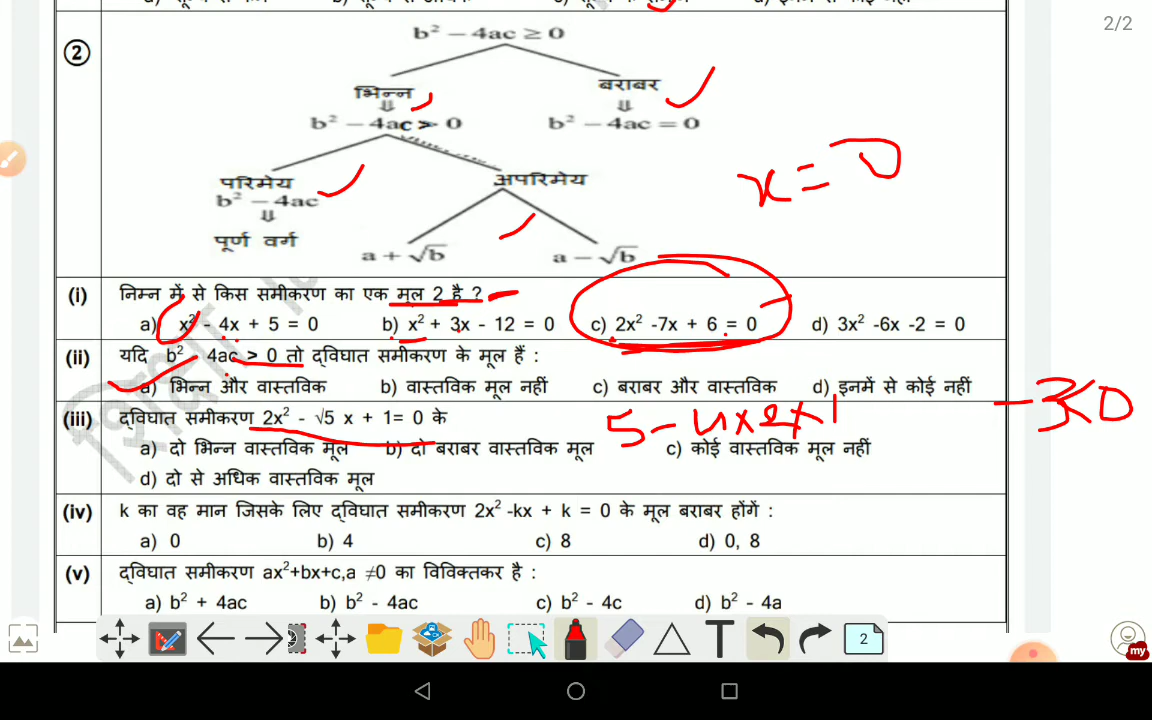 2/2
② b² - 4ac ≥ 0
भिन्न बराबर
⇓ ⇓
b² - 4ac > 0 b² - 4ac = 0
x = 0
परिमेय अपरिमेय
b² - 4ac
⇓
पूर्ण वर्ग a + √b a - √b
(i) निम्न में से किस समीकरण का एक मूल 2 है ?
a) x² - 4x + 5 = 0 b) x² + 3x - 12 = 0 c) 2x² -7x + 6 = 0 d) 3x² -6x -2 = 0
(ii) यदि b² - 4ac > 0 तो द्विघात समीकरण के मूल हैं :
a) भिन्न और वास्तविक b) वास्तविक मूल नहीं c) बराबर और वास्तविक d) इनमें से कोई नहीं
(iii) द्विघात समीकरण 2x² - √5 x + 1= 0 के
5 - 4 x 2 x 1 - 3 < 0
a) दो भिन्न वास्तविक मूल b) दो बराबर वास्तविक मूल c) कोई वास्तविक मूल नहीं
d) दो से अधिक वास्तविक मूल
(iv) k का वह मान जिसके लिए द्विघात समीकरण 2x² -kx + k = 0 के मूल बराबर होंगें :
a) 0 b) 4 c) 8 d) 0, 8
(v) द्विघात समीकरण ax²+bx+c,a ≠0 का विविक्तकर है :
a) b² + 4ac b) b² - 4ac c) b² - 4c d) b² - 4a
T 2
my